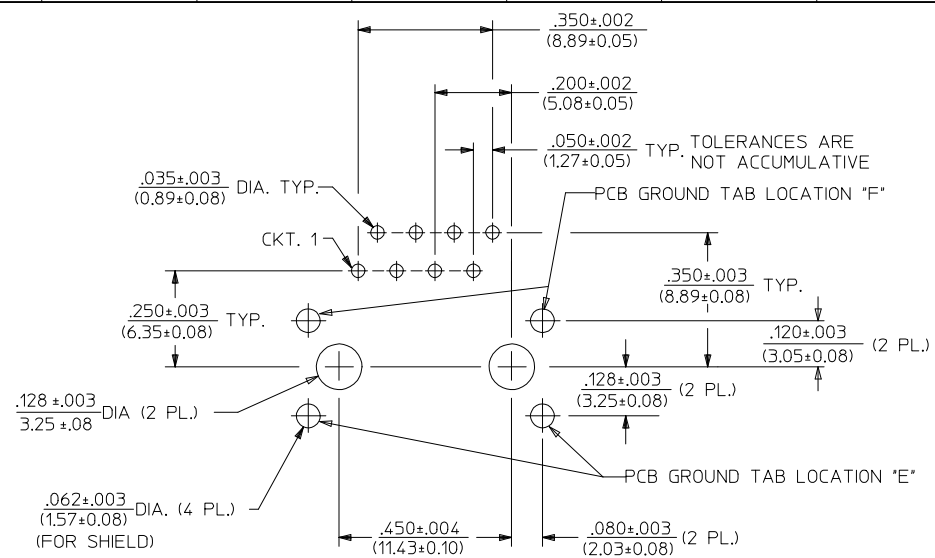 .350±.002
(8.89±0.05)
.200±.002
(5.08±0.05)
.050±.002
(1.27±0.05) TYP. TOLERANCES ARE
NOT ACCUMULATIVE
.035±.003
(0.89±0.08) DIA. TYP.
PCB GROUND TAB LOCATION "F"
CKT. 1
.350±.003
(8.89±0.08) TYP.
.250±.003
(6.35±0.08) TYP.
.120±.003
(3.05±0.08) (2 PL.)
.128±.003
(3.25±0.08) (2 PL.)
.128 ±.003
3.25 ±.08 DIA (2 PL.)
PCB GROUND TAB LOCATION "E"
.062±.003
(1.57±0.08) DIA. (4 PL.)
(FOR SHIELD)
.450±.004
(11.43±0.10)
.080±.003
(2.03±0.08) (2 PL.)